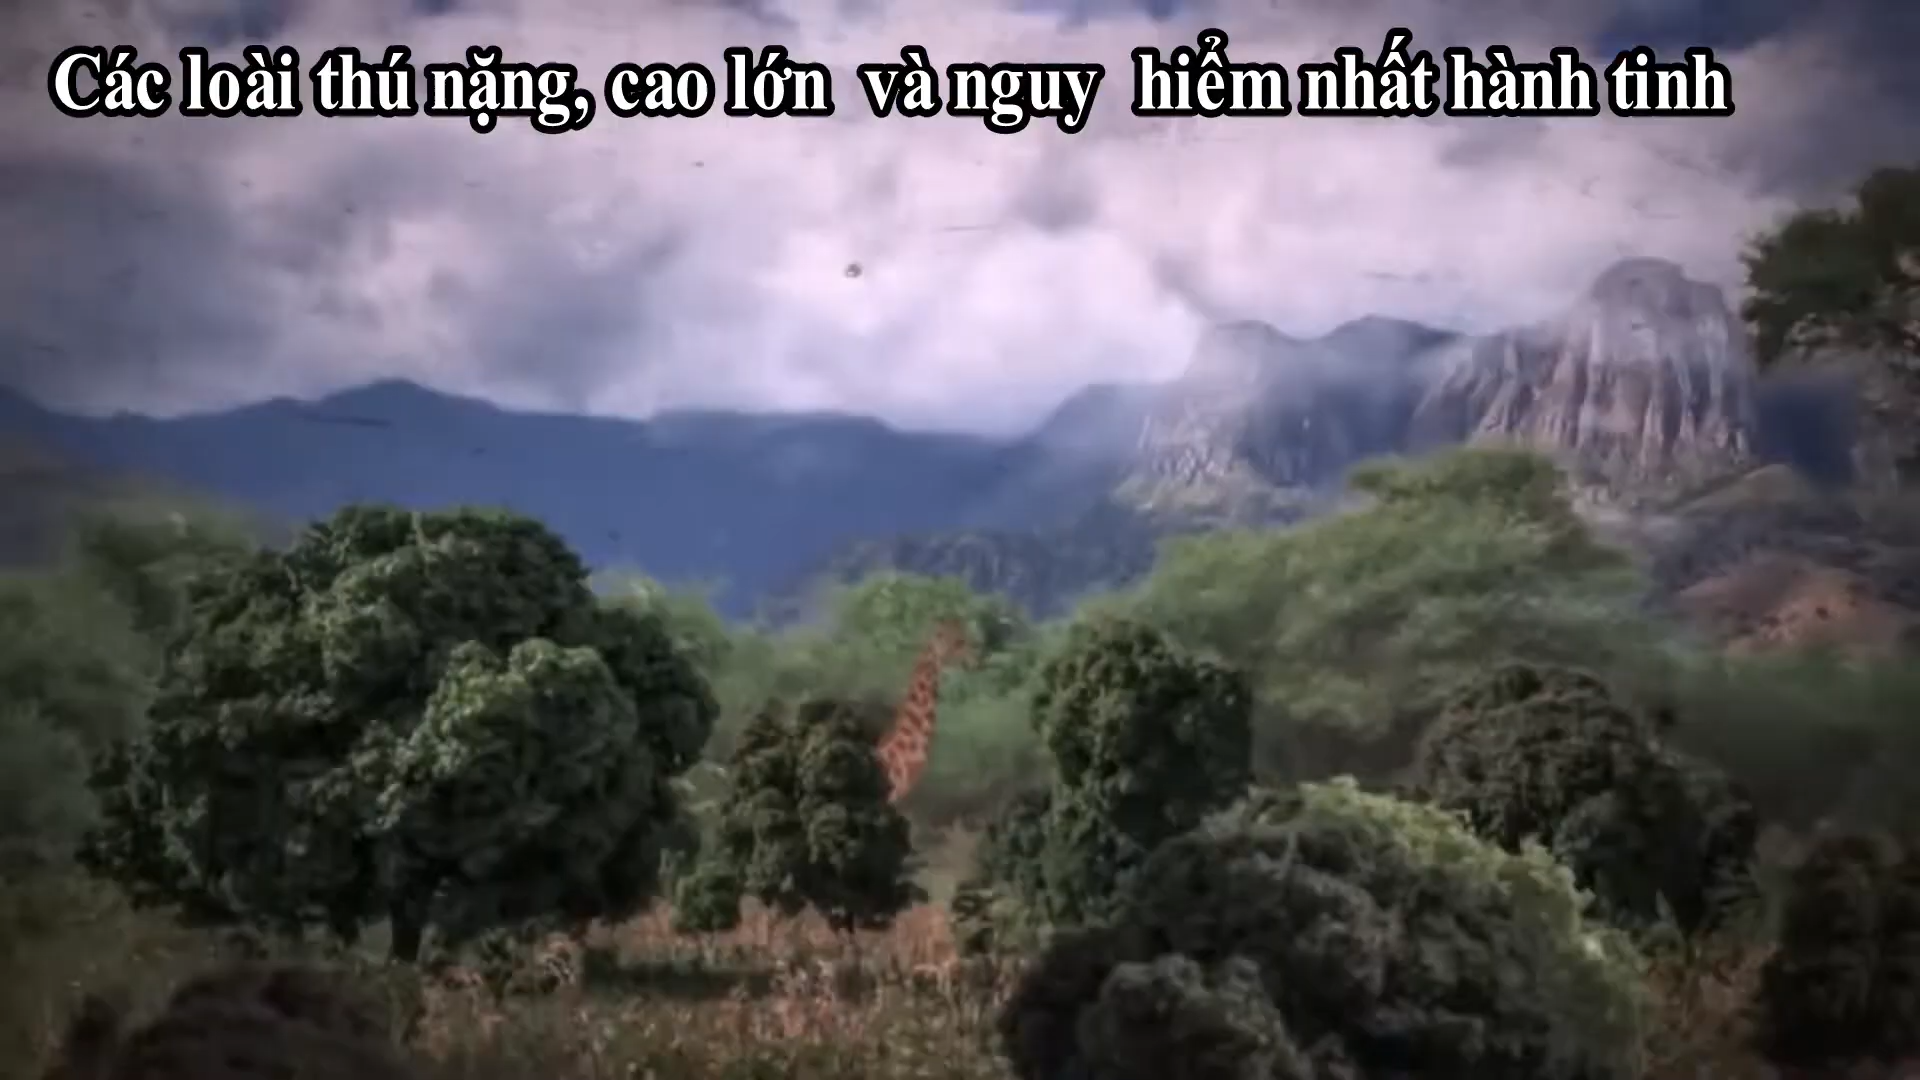 Các loài thú nặng, cao lớn và nguy hiểm nhất hành tinh